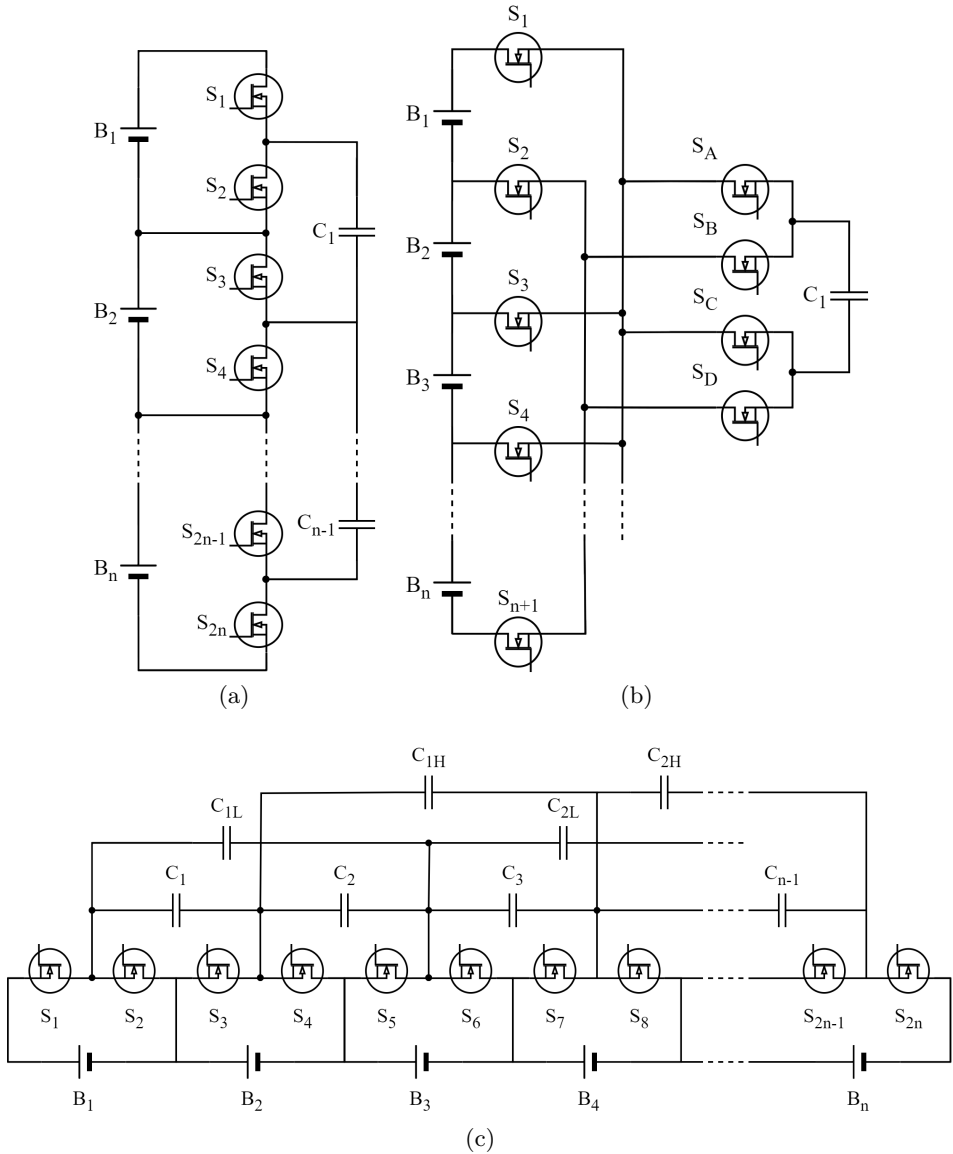 S1
B1
S2
C1
S3
B2
S4
S2n-1
Cn-1
Bn
S2n
(a)
S1
B1
S2
SA
SB
B2
S3
SC
C1
B3
SD
S4
Bn
Sn+1
(b)
C1H
C2H
C1L
C2L
C1
C2
C3
Cn-1
S1 S2 S3 S4 S5 S6 S7 S8 S2n-1 S2n
B1 B2 B3 B4 Bn
(c)